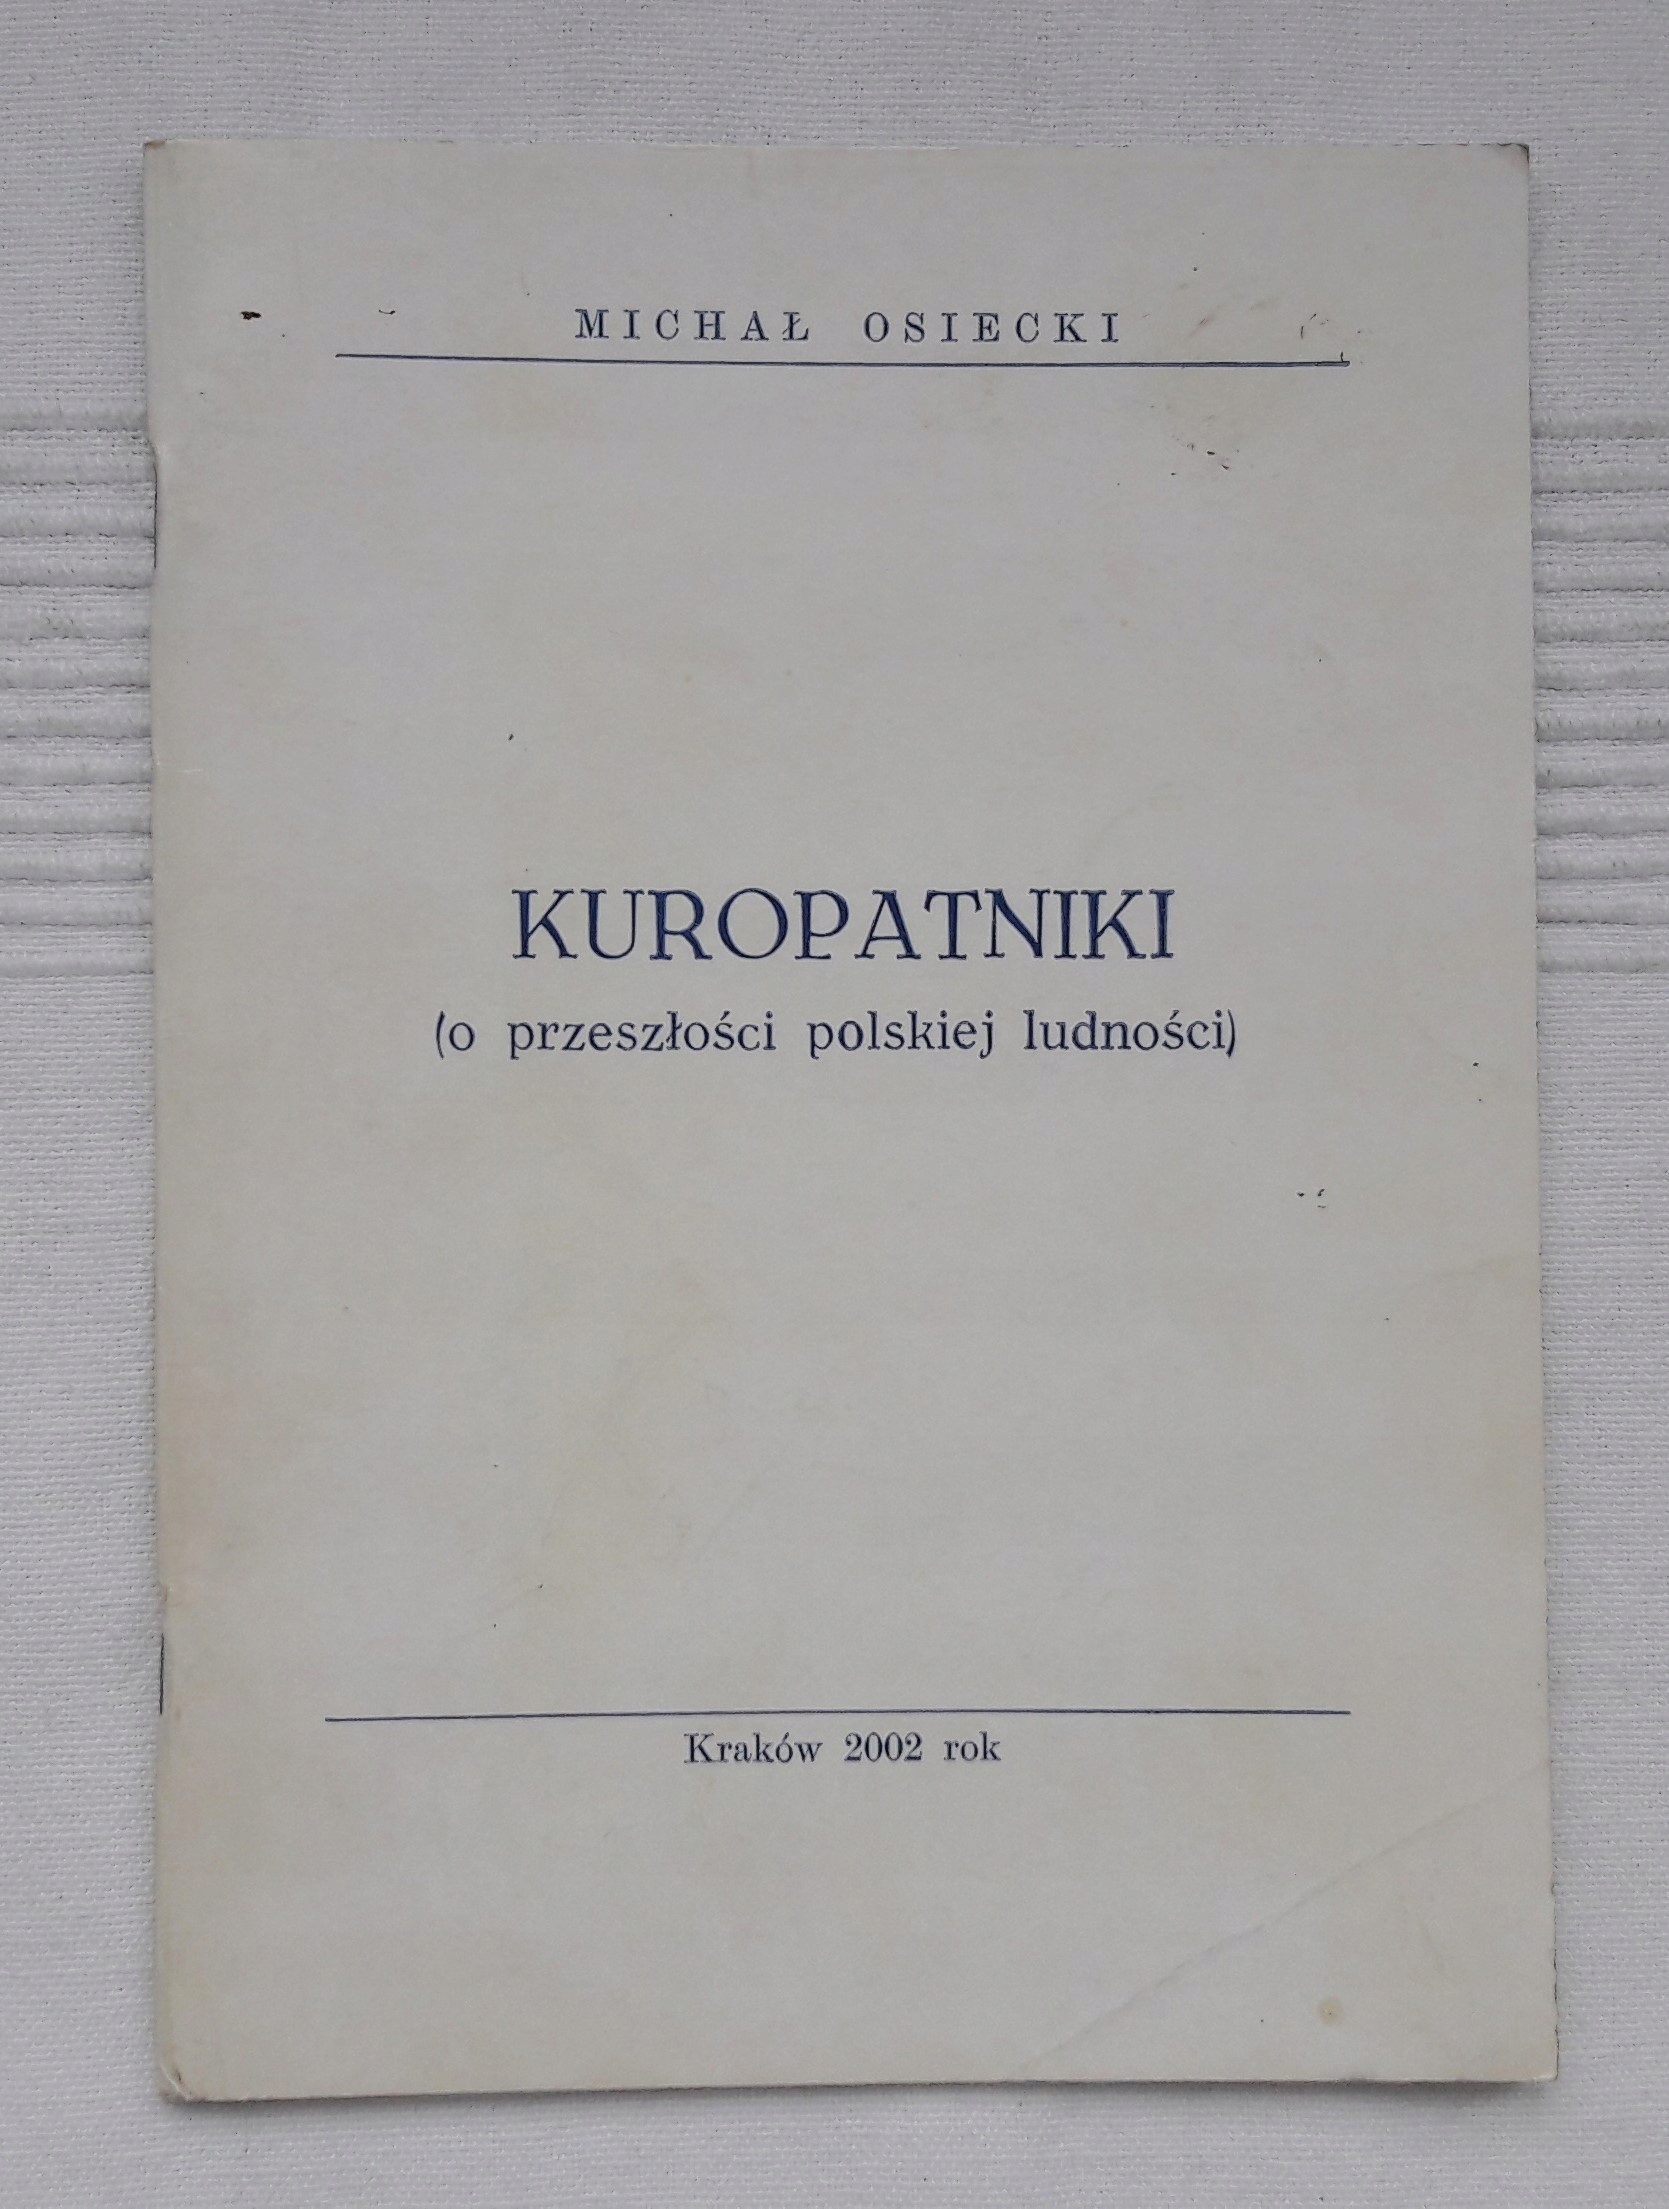 MICHAŁ OSIECKI
KUROPATNIKI
(o przeszłości polskiej ludności)
Kraków 2002 rok